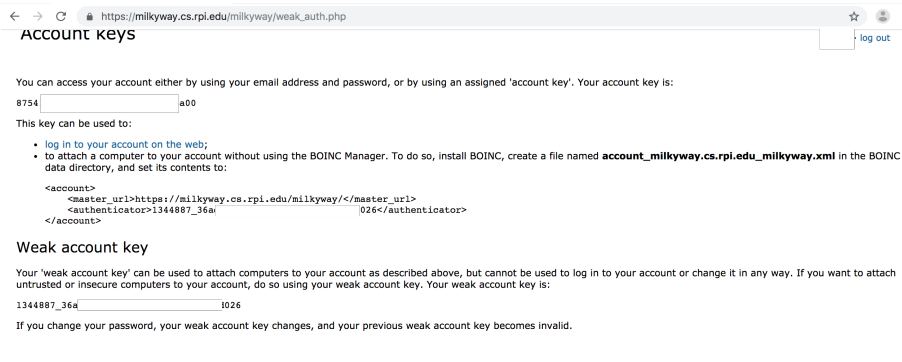 https://milkyway.cs.rpi.edu/milkyway/weak_auth.php
Account keys
log out
You can access your account either by using your email address and password, or by using an assigned 'account key'. Your account key is:
8754 a00
This key can be used to:
• log in to your account on the web;
• to attach a computer to your account without using the BOINC Manager. To do so, install BOINC, create a file named account_milkyway.cs.rpi.edu_milkyway.xml in the BOINC
data directory, and set its contents to:
<account>
<master_url>https://milkyway.cs.rpi.edu/milkyway/</master_url>
<authenticator>1344887_36a 026</authenticator>
</account>
Weak account key
Your 'weak account key' can be used to attach computers to your account as described above, but cannot be used to log in to your account or change it in any way. If you want to attach
untrusted or insecure computers to your account, do so using your weak account key. Your weak account key is:
1344887_36a 026
If you change your password, your weak account key changes, and your previous weak account key becomes invalid.